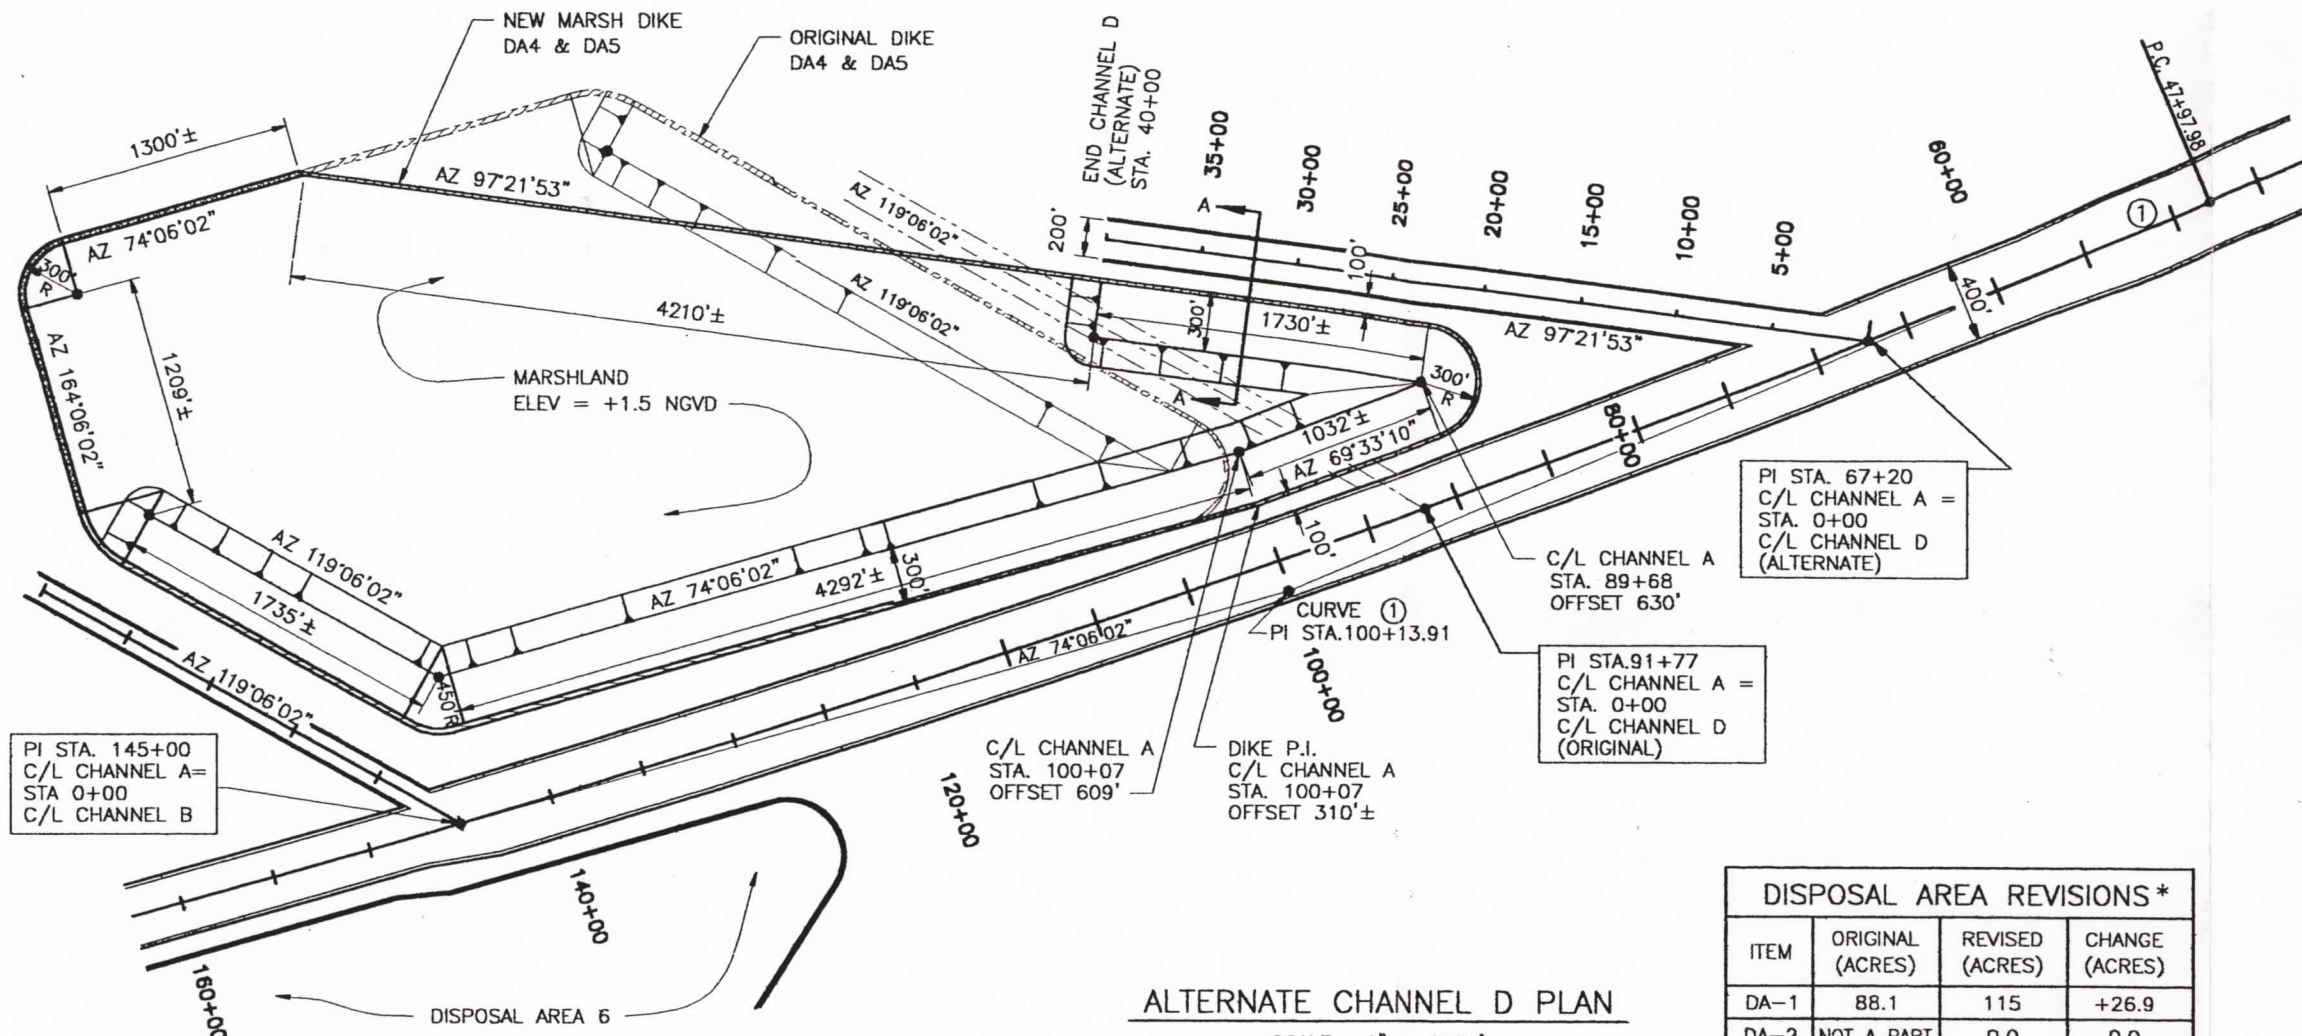 NEW MARSH DIKE
DA4 & DA5
ORIGINAL DIKE
DA4 & DA5
END CHANNEL D
(ALTERNATE)
STA. 40+00
P.C. 47+97.98
1300'±
AZ 97°21'53"
AZ 119°06'02"
AZ 74°06'02"
300'
R
200'
A
35+00
30+00
25+00
20+00
15+00
10+00
5+00
60+00
1
100'
400'
4210'±
AZ 119°06'02"
300'
1730'±
AZ 97°21'53"
AZ 164°06'02"
1209'±
MARSHLAND
ELEV = +1.5 NGVD
A
300'
R
1032'±
AZ 69°33'10"
80+00
PI STA. 67+20
C/L CHANNEL A =
STA. 0+00
C/L CHANNEL D
(ALTERNATE)
AZ 119°06'02"
1735'±
AZ 74°06'02"
4292'±
300'
100'
C/L CHANNEL A
STA. 89+68
OFFSET 630'
CURVE 1
PI STA.100+13.91
AZ 74°06'02"
100+00
PI STA.91+77
C/L CHANNEL A =
STA. 0+00
C/L CHANNEL D
(ORIGINAL)
AZ 119°06'02"
450'R
PI STA. 145+00
C/L CHANNEL A=
STA 0+00
C/L CHANNEL B
C/L CHANNEL A
STA. 100+07
OFFSET 609'
DIKE P.I.
C/L CHANNEL A
STA. 100+07
OFFSET 310'±
120+00
140+00
160+00
DISPOSAL AREA 6
ALTERNATE CHANNEL D PLAN
DISPOSAL AREA REVISIONS*
ITEM ORIGINAL (ACRES) REVISED (ACRES) CHANGE (ACRES)
DA-1 88.1 115 +26.9